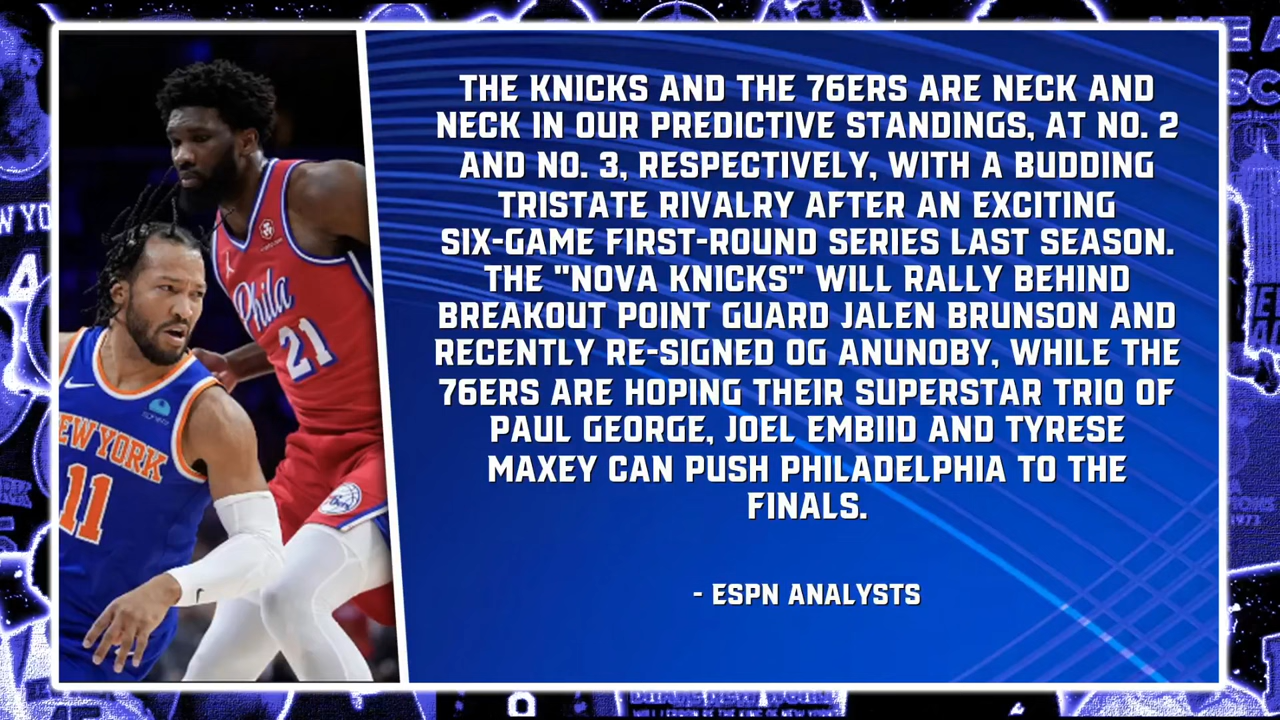 THE KNICKS AND THE 76ERS ARE NECK AND
NECK IN OUR PREDICTIVE STANDINGS, AT NO. 2
AND NO. 3, RESPECTIVELY, WITH A BUDDING
TRISTATE RIVALRY AFTER AN EXCITING
SIX-GAME FIRST-ROUND SERIES LAST SEASON.
THE "NOVA KNICKS" WILL RALLY BEHIND
BREAKOUT POINT GUARD JALEN BRUNSON AND
RECENTLY RE-SIGNED OG ANUNOBY, WHILE THE
76ERS ARE HOPING THEIR SUPERSTAR TRIO OF
PAUL GEORGE, JOEL EMBIID AND TYRESE
MAXEY CAN PUSH PHILADELPHIA TO THE
FINALS.
- ESPN ANALYSTS
Phila
21
EW YORK
11